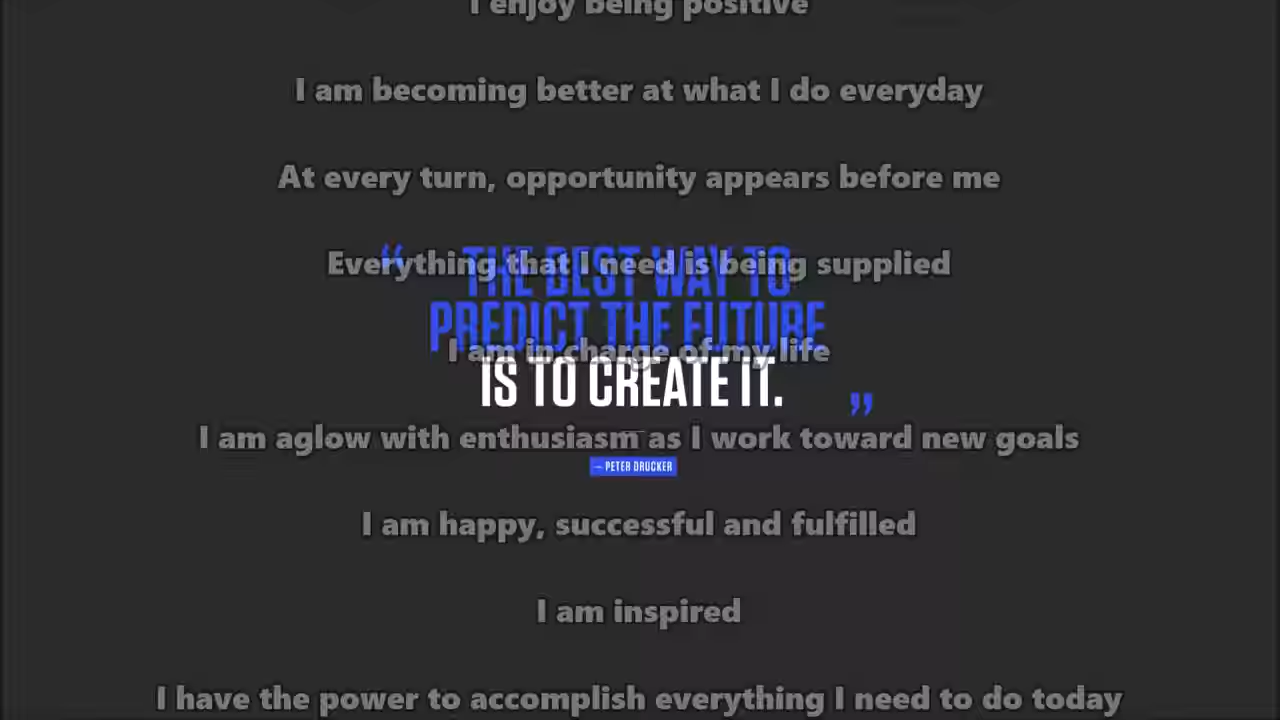 I enjoy being positive
I am becoming better at what I do everyday
At every turn, opportunity appears before me
Everything that I need is being supplied
“ THE BEST WAY TO
PREDICT THE FUTURE
I am in charge of my life
IS TO CREATE IT. ”
I am aglow with enthusiasm as I work toward new goals
— PETER DRUCKER
I am happy, successful and fulfilled
I am inspired
I have the power to accomplish everything I need to do today